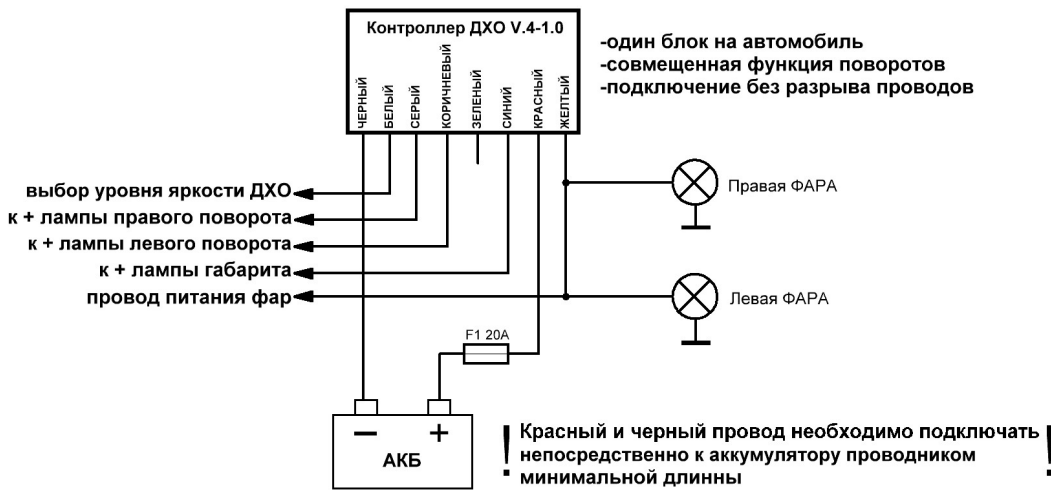 Контроллер ДХО V.4-1.0
ЧЕРНЫЙ
БЕЛЫЙ
СЕРЫЙ
КОРИЧНЕВЫЙ
ЗЕЛЕНЫЙ
СИНИЙ
КРАСНЫЙ
ЖЕЛТЫЙ
-один блок на автомобиль
-совмещенная функция поворотов
-подключение без разрыва проводов
выбор уровня яркости ДХО
к + лампы правого поворота
к + лампы левого поворота
к + лампы габарита
провод питания фар
Правая ФАРА
Левая ФАРА
F1 20A
– +
АКБ
! Красный и черный провод необходимо подключать !
непосредственно к аккумулятору проводником
минимальной длинны